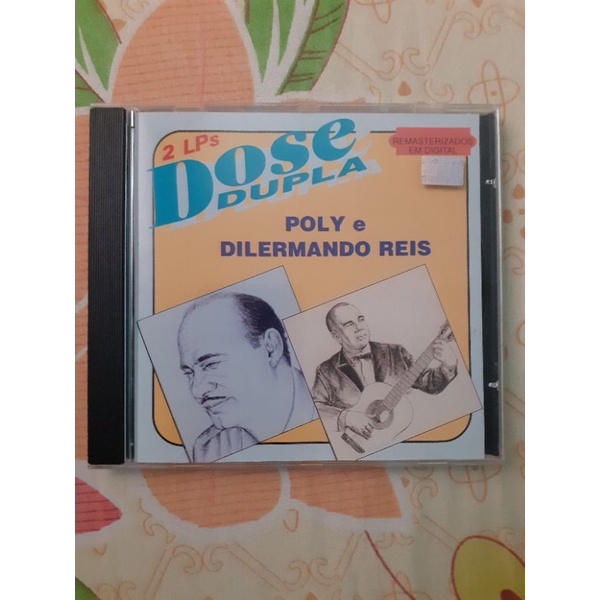 2 LPs
Dose
DUPLA
REMASTERIZADOS
EM DIGITAL
POLY e
DILERMANDO REIS